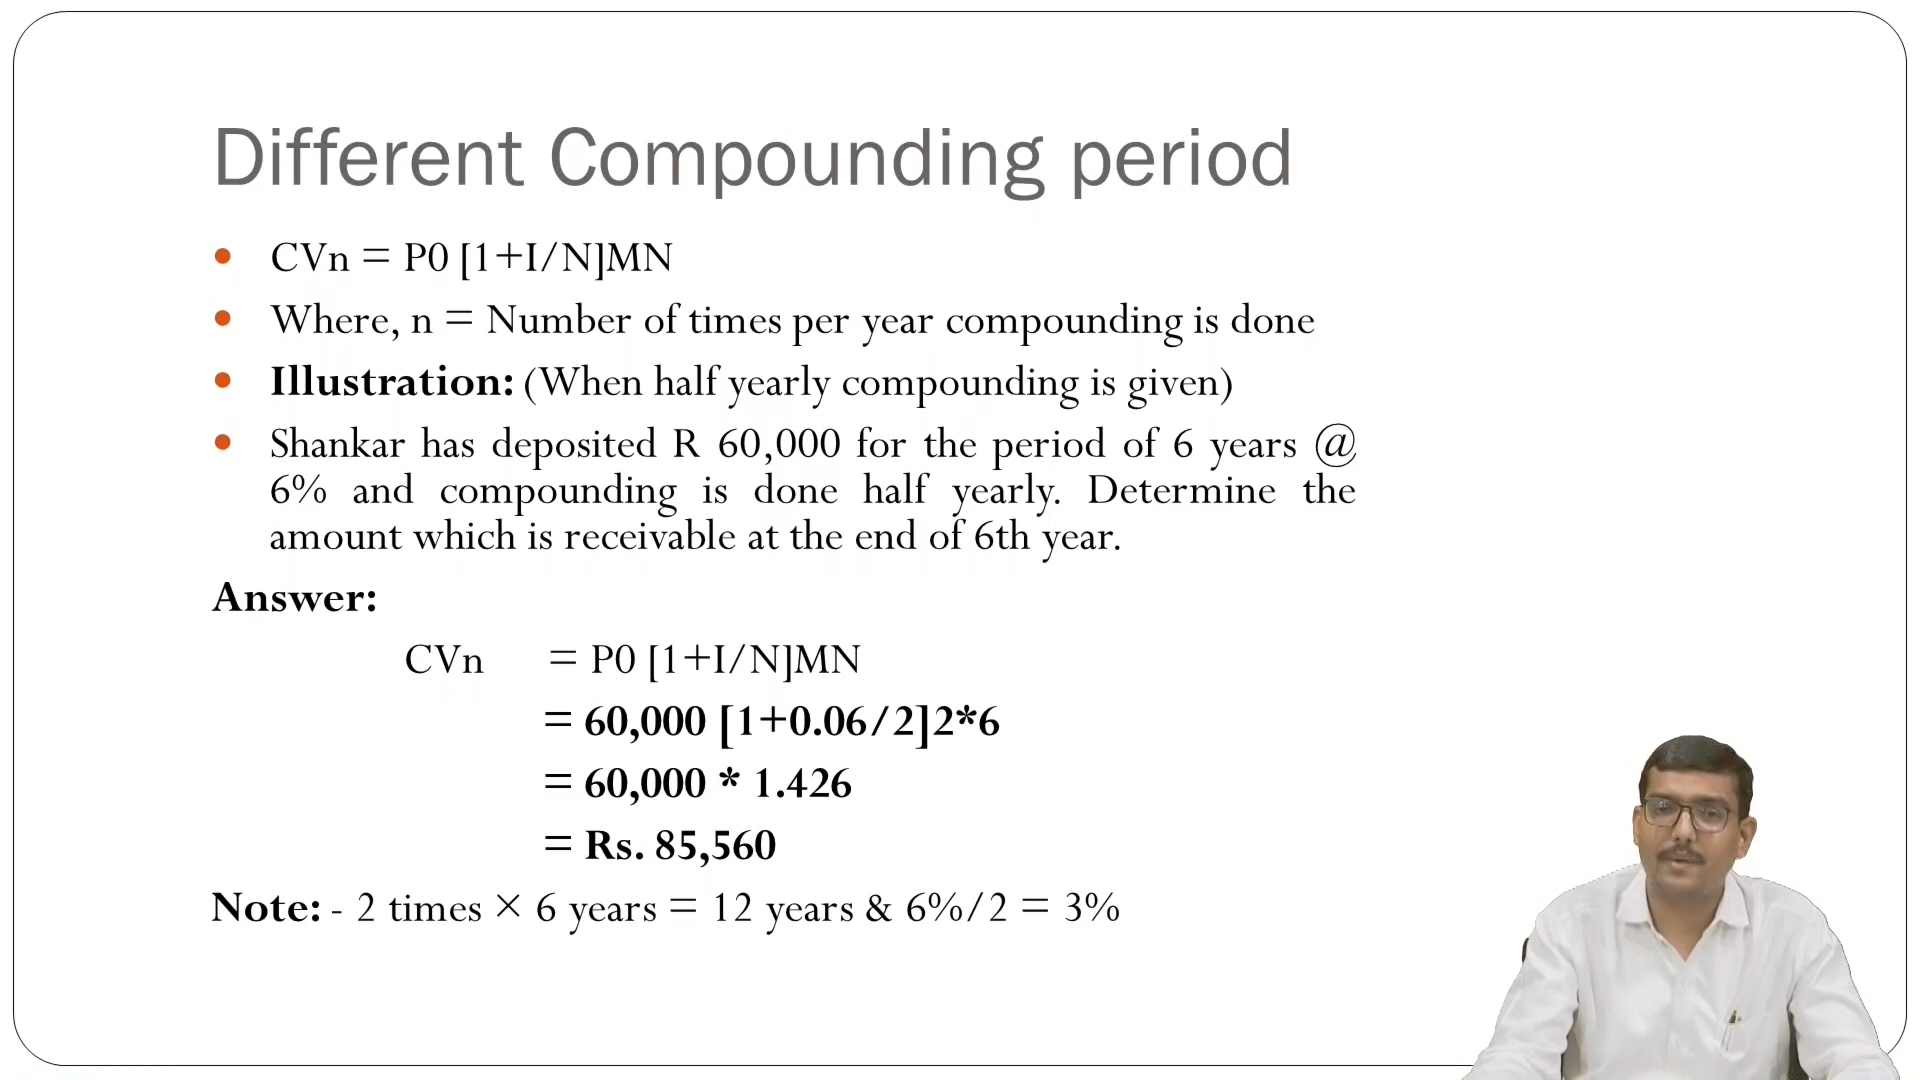 Different Compounding period
• CVn = P0 [1+I/N]MN
• Where, n = Number of times per year compounding is done
• Illustration: (When half yearly compounding is given)
• Shankar has deposited R 60,000 for the period of 6 years @
6% and compounding is done half yearly. Determine the
amount which is receivable at the end of 6th year.
Answer:
CVn = P0 [1+I/N]MN
= 60,000 [1+0.06/2]2*6
= 60,000 * 1.426
= Rs. 85,560
Note: - 2 times × 6 years = 12 years & 6%/2 = 3%